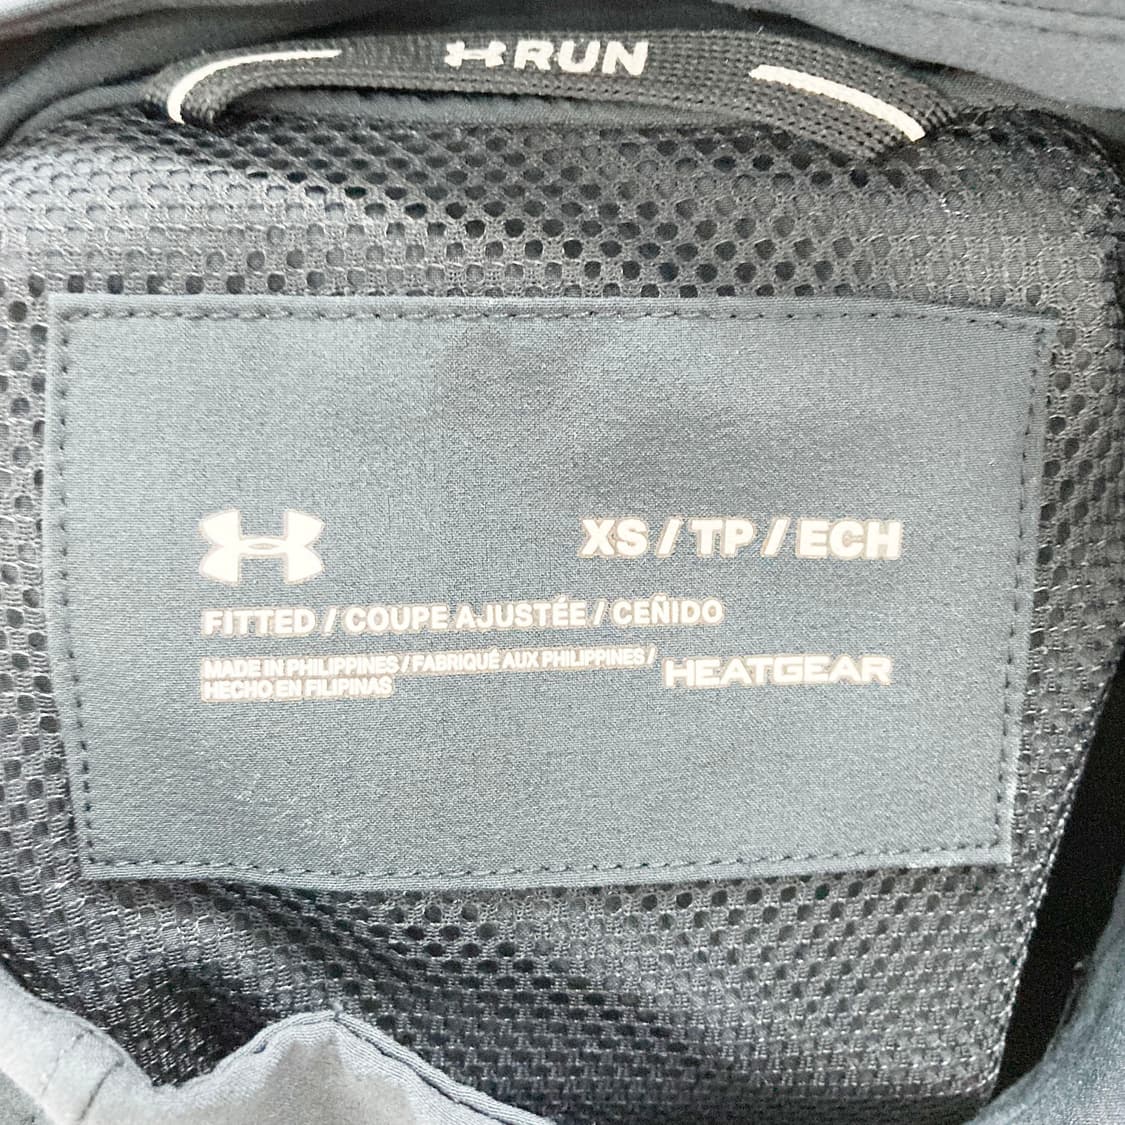 RUN
XS / TP / ECH
FITTED / COUPE AJUSTÉE / CEÑIDO
MADE IN PHILIPPINES / FABRIQUÉ AUX PHILIPPINES /
HECHO EN FILIPINAS
HEATGEAR